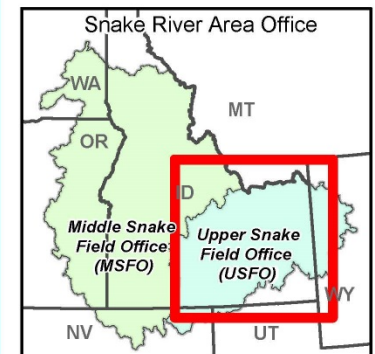 Snake River Area Office
WA
MT
OR
ID
Middle Snake
Field Office
(MSFO)
Upper Snake
Field Office
(USFO)
WY
NV
UT